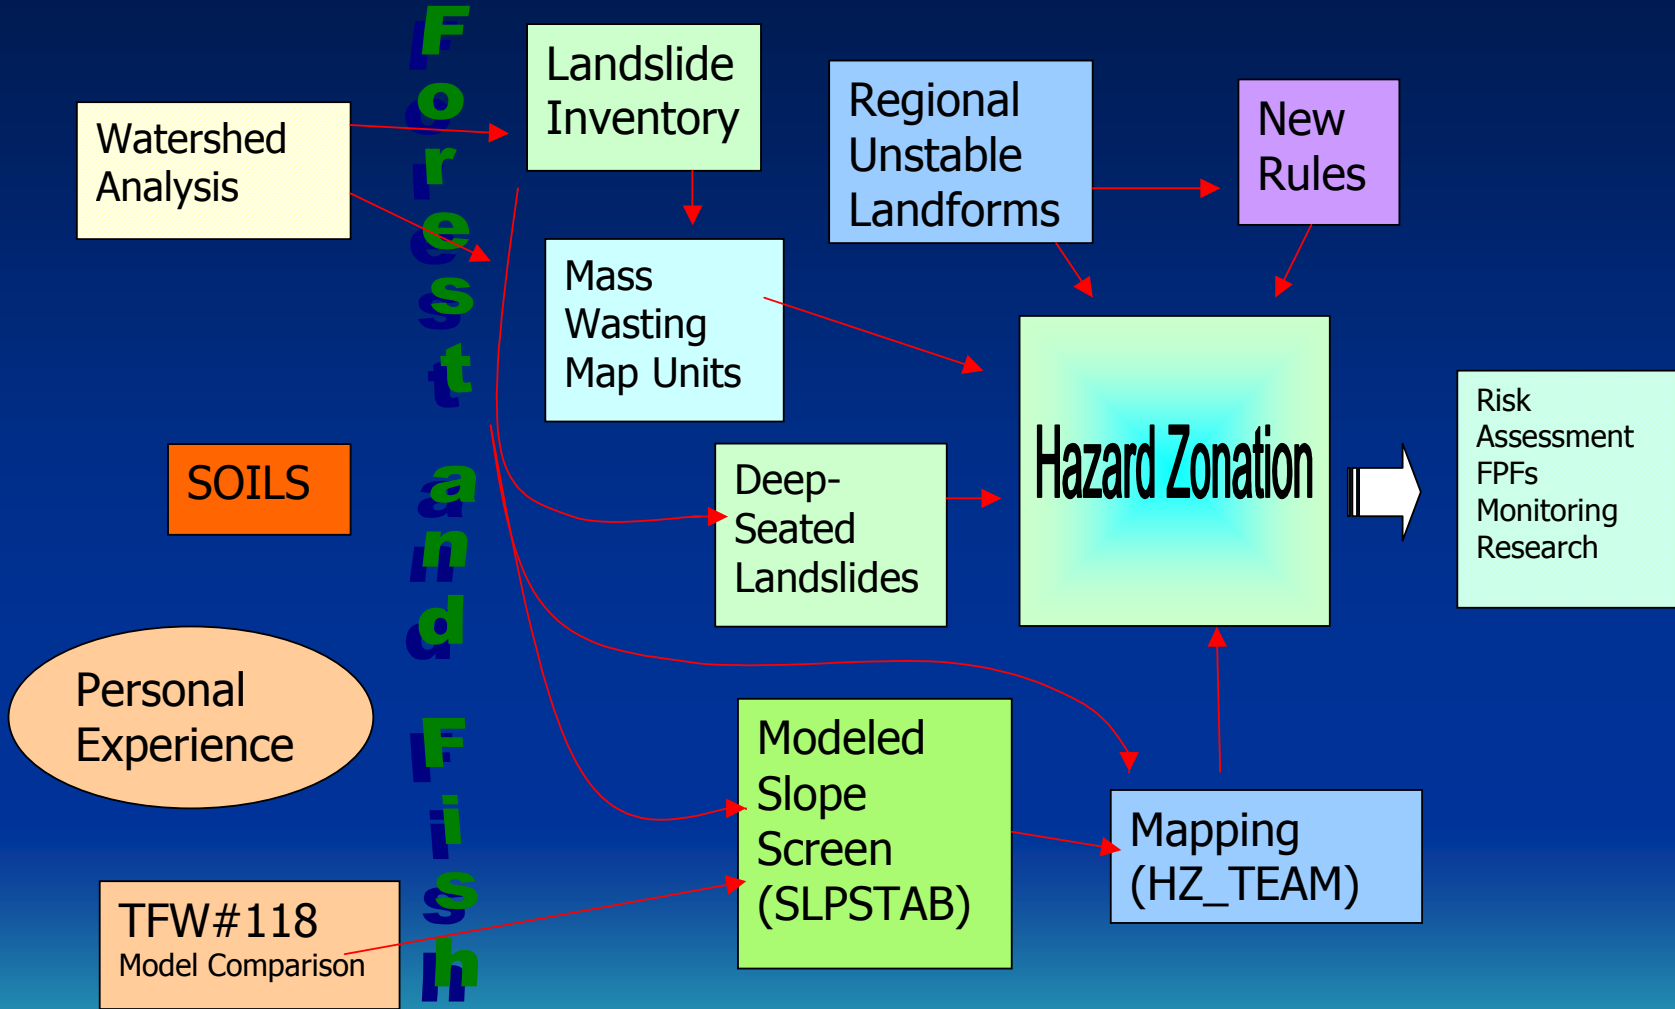 Forest and Fish
Watershed
Analysis
Landslide
Inventory
Regional
Unstable
Landforms
New
Rules
Mass
Wasting
Map Units
SOILS
Deep-
Seated
Landslides
Hazard Zonation
Risk
Assessment
FPFs
Monitoring
Research
Personal
Experience
Modeled
Slope
Screen
(SLPSTAB)
Mapping
(HZ_TEAM)
TFW#118
Model Comparison